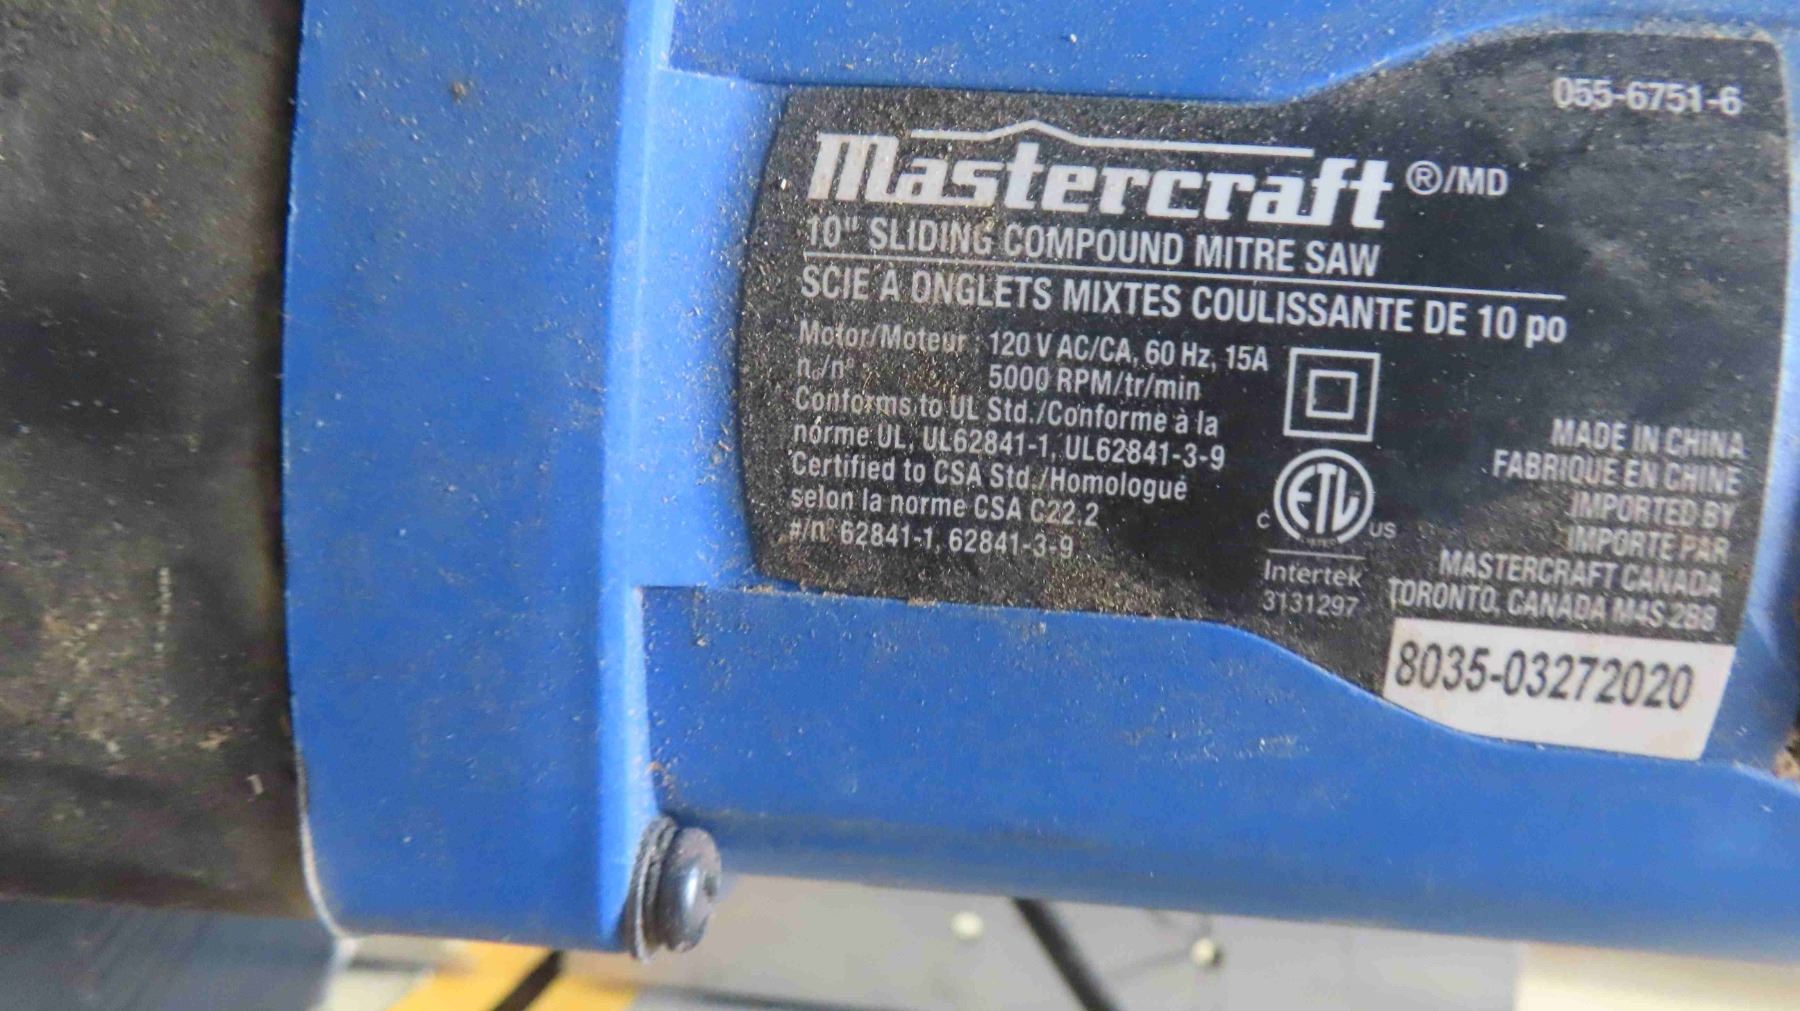 055-6751-6
Mastercraft ®/MD
10" SLIDING COMPOUND MITRE SAW
SCIE À ONGLETS MIXTES COULISSANTE DE 10 po
Motor/Moteur : 120 V AC/CA, 60 Hz, 15A
n₀/n° : 5000 RPM/tr/min
Conforms to UL Std./Conforme à la
norme UL, UL62841-1, UL62841-3-9
Certified to CSA Std./Homologué
selon la norme CSA C22.2
#/n° 62841-1, 62841-3-9
C ETL US
Intertek
3131297
MADE IN CHINA
FABRIQUÉ EN CHINE
IMPORTED BY
IMPORTÉ PAR
MASTERCRAFT CANADA
TORONTO, CANADA M4S 2B8
8035-03272020